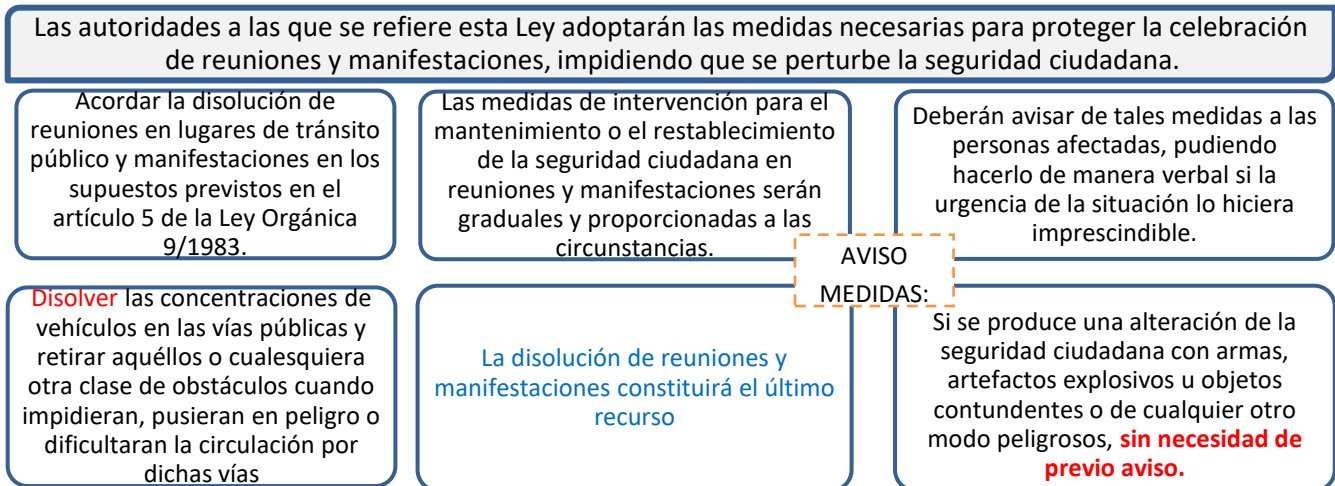 Las autoridades a las que se refiere esta Ley adoptarán las medidas necesarias para proteger la celebración
de reuniones y manifestaciones, impidiendo que se perturbe la seguridad ciudadana.
Acordar la disolución de
reuniones en lugares de tránsito
público y manifestaciones en los
supuestos previstos en el
artículo 5 de la Ley Orgánica
9/1983.
Las medidas de intervención para el
mantenimiento o el restablecimiento
de la seguridad ciudadana en
reuniones y manifestaciones serán
graduales y proporcionadas a las
circunstancias.
Deberán avisar de tales medidas a las
personas afectadas, pudiendo
hacerlo de manera verbal si la
urgencia de la situación lo hiciera
imprescindible.
AVISO
MEDIDAS:
Disolver las concentraciones de
vehículos en las vías públicas y
retirar aquéllos o cualesquiera
otra clase de obstáculos cuando
impidieran, pusieran en peligro o
dificultaran la circulación por
dichas vías
La disolución de reuniones y
manifestaciones constituirá el último
recurso
Si se produce una alteración de la
seguridad ciudadana con armas,
artefactos explosivos u objetos
contundentes o de cualquier otro
modo peligrosos, sin necesidad de
previo aviso.